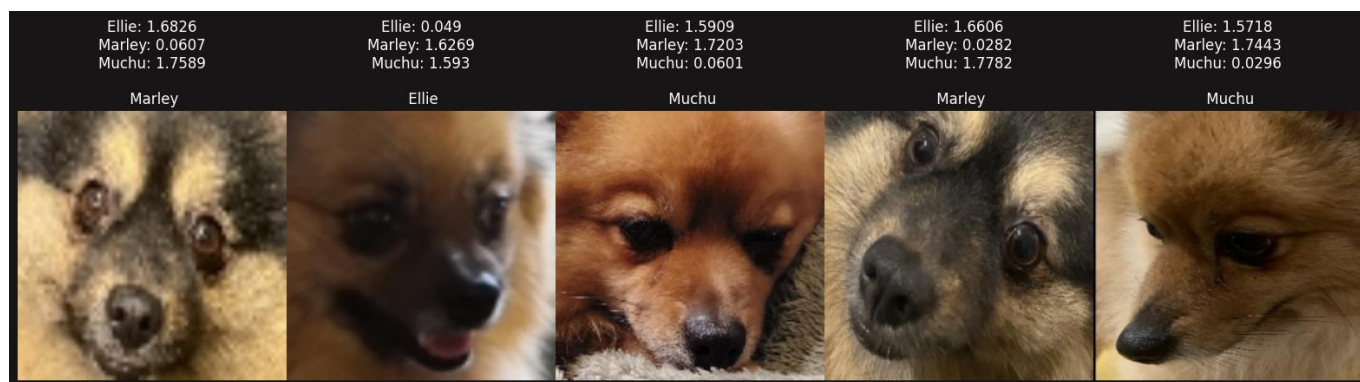 Ellie: 1.6826
Marley: 0.0607
Muchu: 1.7589
Marley
Ellie: 0.049
Marley: 1.6269
Muchu: 1.593
Ellie
Ellie: 1.5909
Marley: 1.7203
Muchu: 0.0601
Muchu
Ellie: 1.6606
Marley: 0.0282
Muchu: 1.7782
Marley
Ellie: 1.5718
Marley: 1.7443
Muchu: 0.0296
Muchu